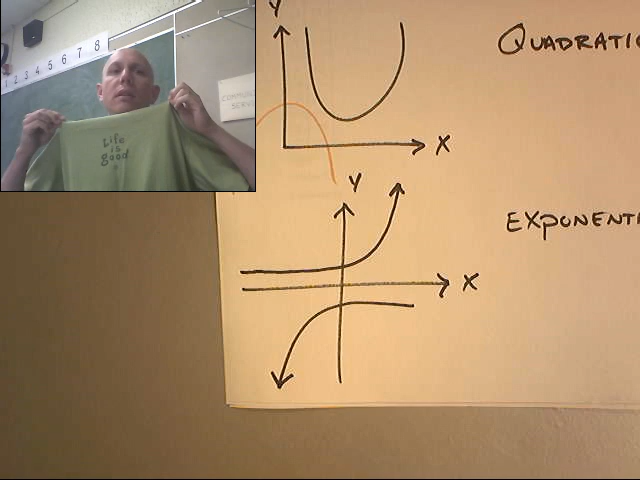 1 2 3 4 5 6 7 8
Life
is
good
Y
QUADRATIC
X
Y
EXPONENTI
X